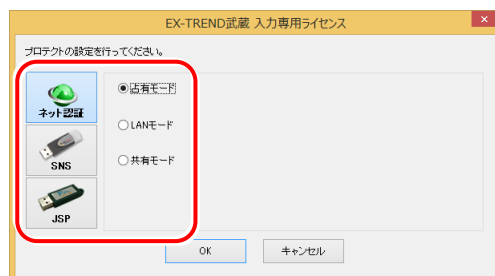 EX-TREND武蔵 入力専用ライセンス
プロテクトの設定を行ってください。
ネット認証
占有モード
LANモード
SNS
共有モード
JSP
OK
キャンセル